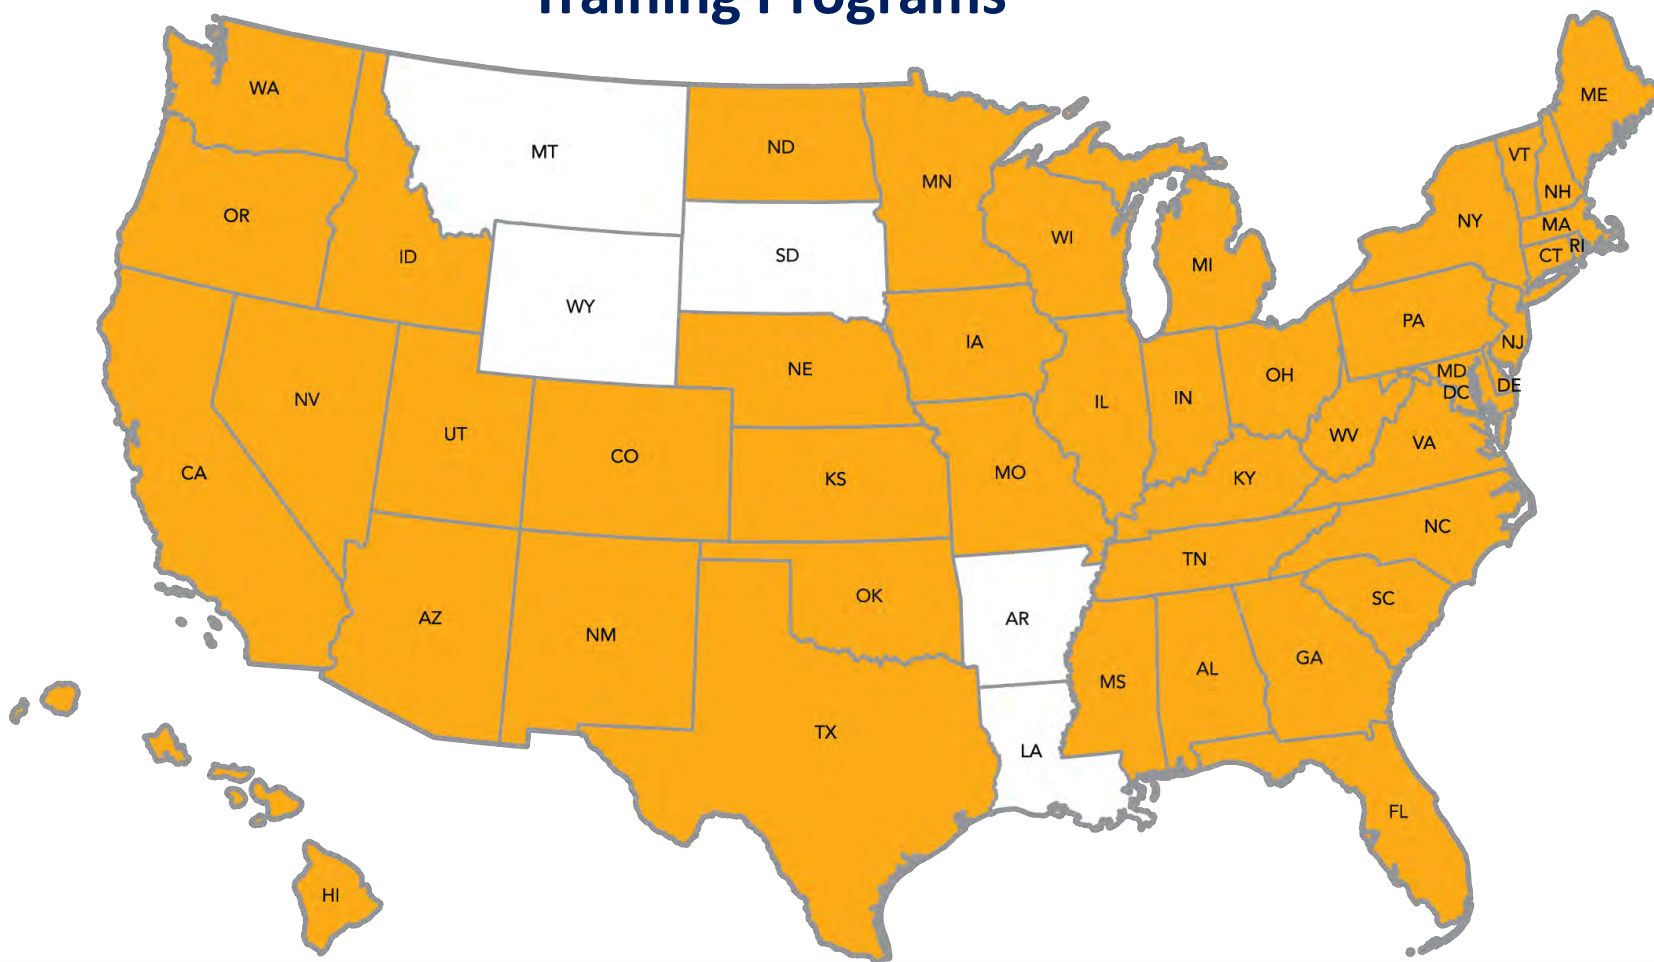 Training Programs
WA
MT
ND
MN
ME
VT
NH
OR
ID
SD
WI
MI
NY
MA
RI
CT
WY
IA
PA
NJ
NE
OH
MD
DE
DC
NV
UT
CO
IL
IN
WV
VA
CA
KS
MO
KY
NC
TN
AZ
NM
OK
AR
SC
MS
AL
GA
TX
LA
FL
HI